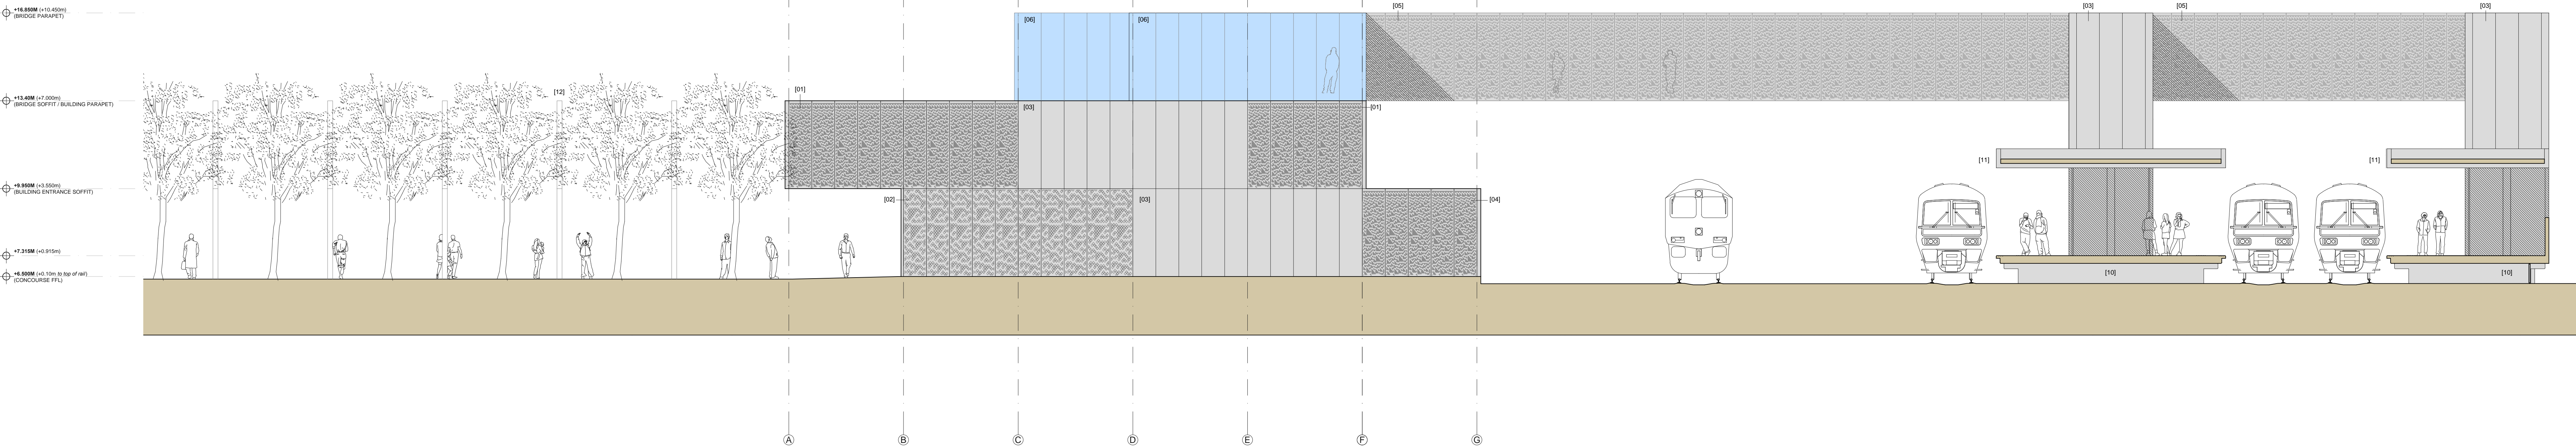 +16.850M (+10.450m)
(BRIDGE PARAPET)
[06]
[06]
[05]
[03]
[05]
[03]
+13.40M (+7.000m)
(BRIDGE SOFFIT / BUILDING PARAPET)
[12]
[01]
[03]
[01]
[11]
[11]
+9.950M (+3.550m)
(BUILDING ENTRANCE SOFFIT)
[02]
[03]
[04]
+7.315M (+0.915m)
+6.500M (+0.10m to top of rail)
(CONCOURSE FFL)
[10]
[10]
A
B
C
D
E
F
G